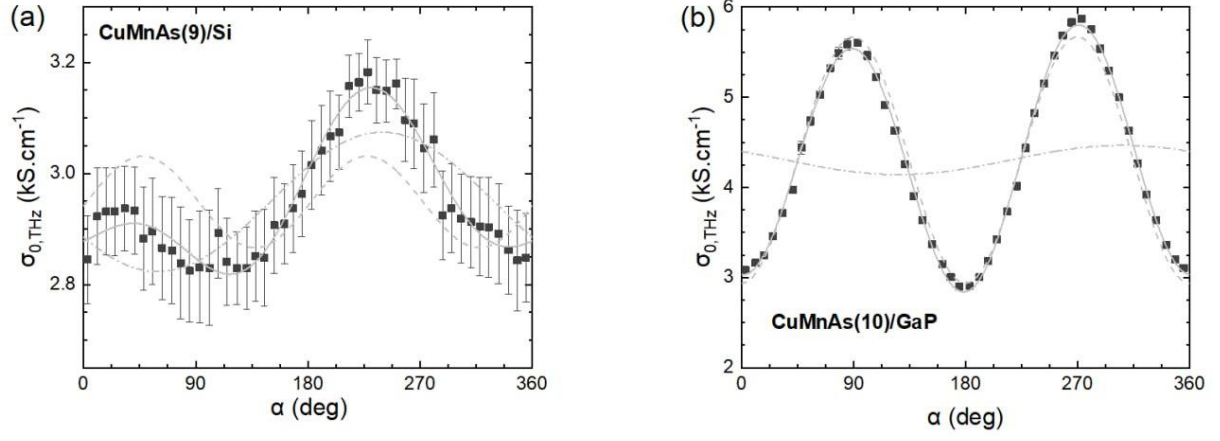 (a)
CuMnAs(9)/Si
3.2
3.0
2.8
σ0,THz (kS.cm-1)
0 90 180 270 360
α (deg)
(b)
6
5
4
3
2
σ0,THz (kS.cm-1)
CuMnAs(10)/GaP
0 90 180 270 360
α (deg)